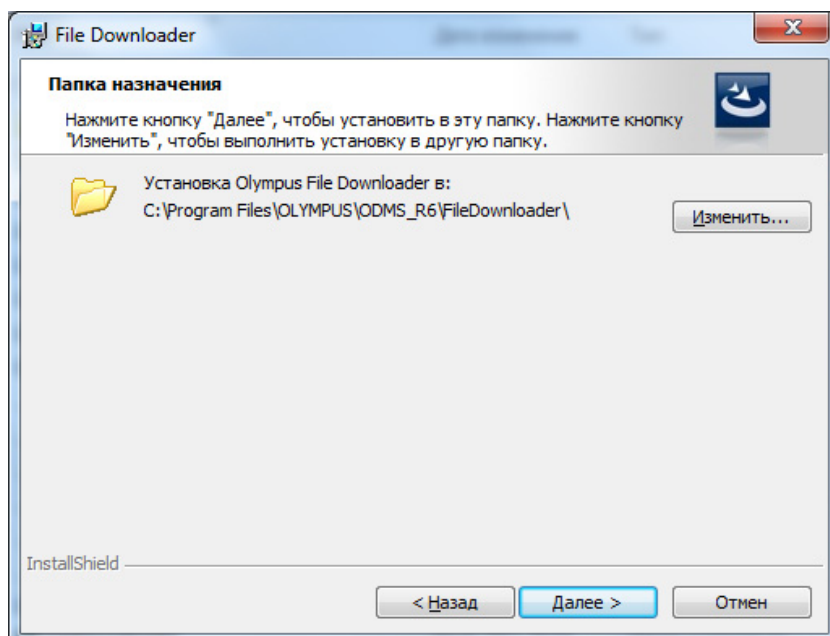 File Downloader
Папка назначения
Нажмите кнопку "Далее", чтобы установить в эту папку. Нажмите кнопку
"Изменить", чтобы выполнить установку в другую папку.
Установка Olympus File Downloader в:
C:\Program Files\OLYMPUS\ODMS_R6\FileDownloader\
Изменить...
InstallShield
< Назад
Далее >
Отмен